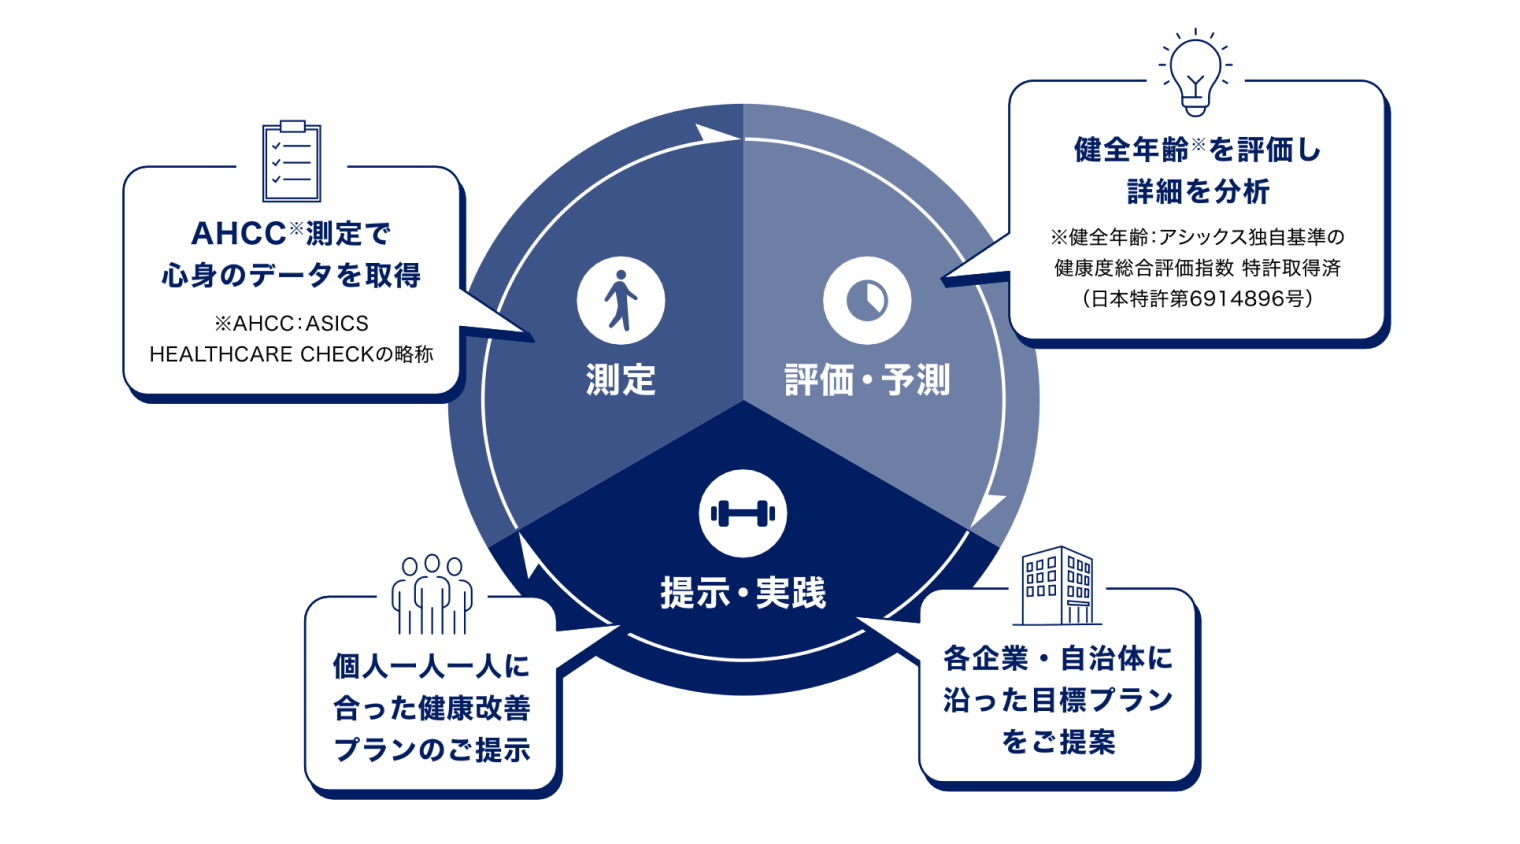 AHCC※測定で
心身のデータを取得
※AHCC：ASICS
HEALTHCARE CHECKの略称
健全年齢※を評価し
詳細を分析
※健全年齢：アシックス独自基準の
健康度総合評価指数 特許取得済
（日本特許第6914896号）
測定
評価・予測
提示・実践
個人一人一人に
合った健康改善
プランのご提示
各企業・自治体に
沿った目標プラン
をご提案